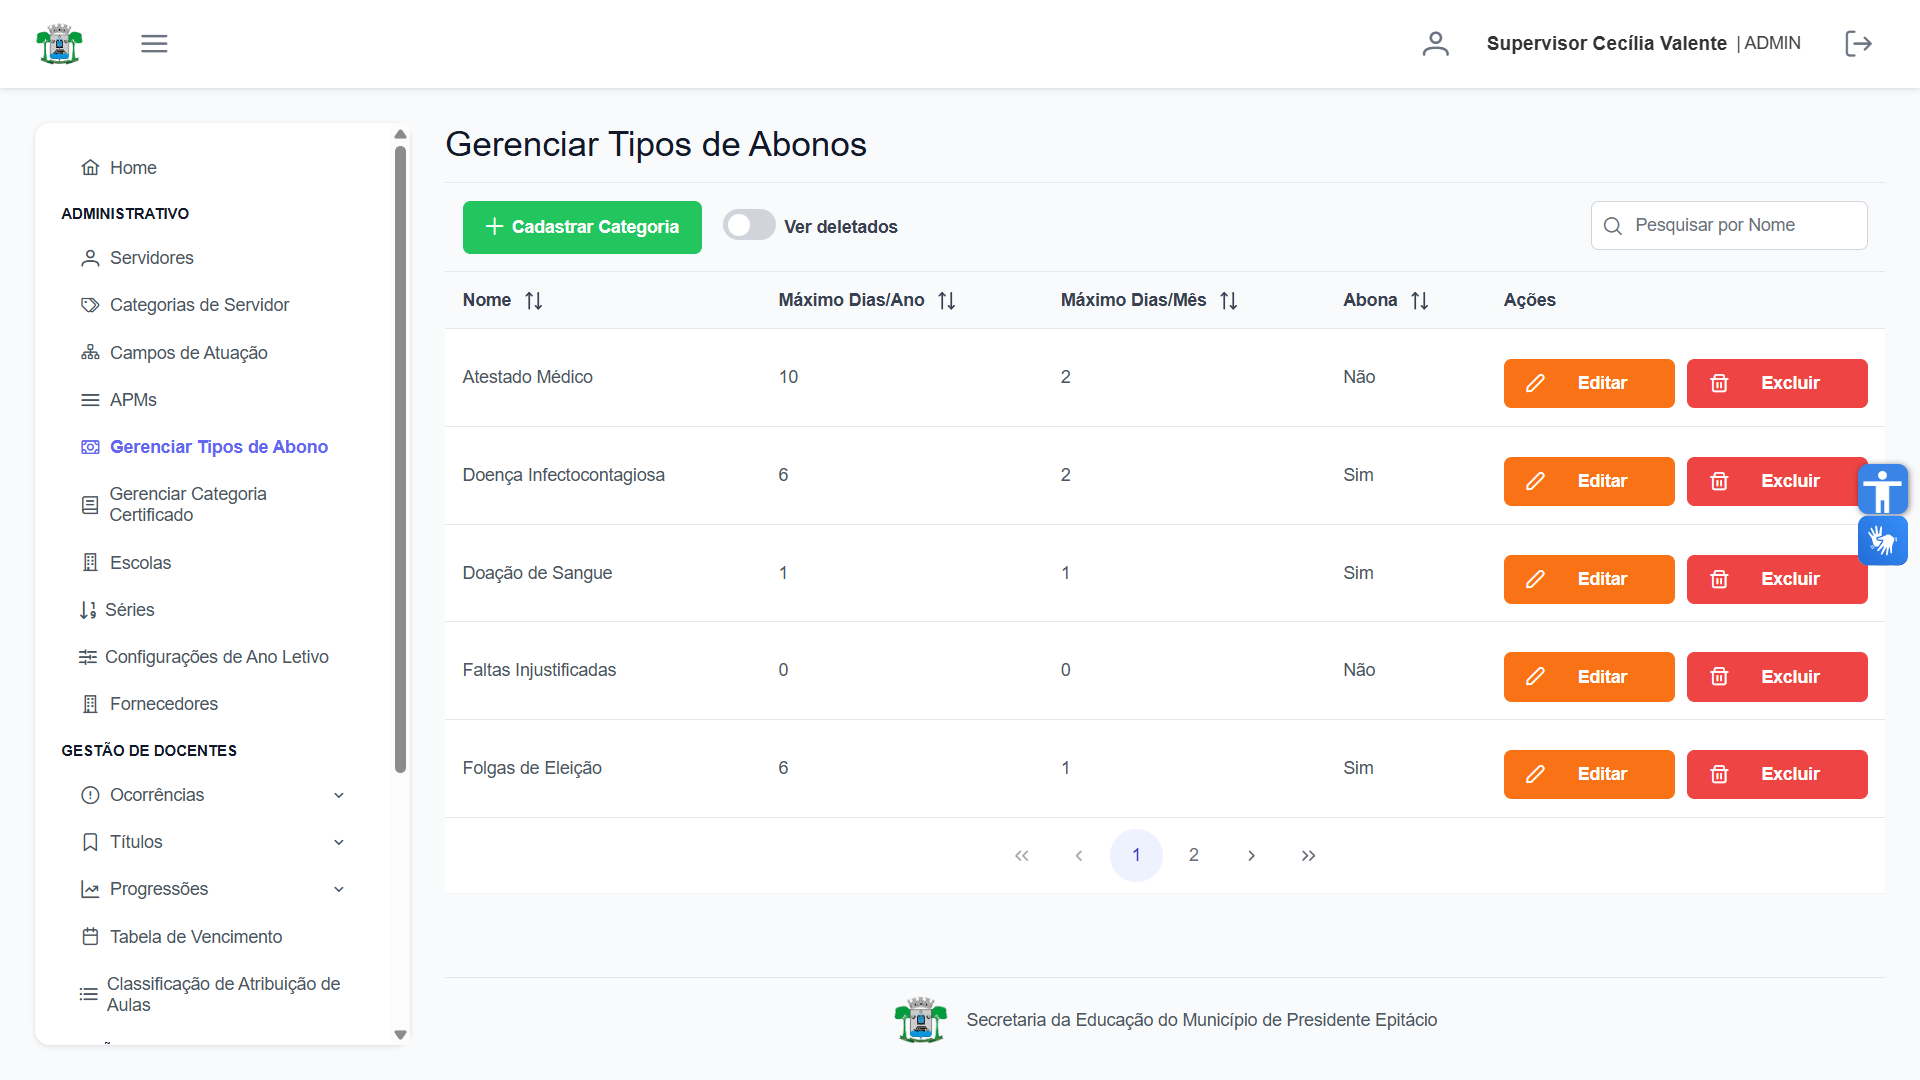 Supervisor Cecília Valente | ADMIN
Home
ADMINISTRATIVO
Servidores
Categorias de Servidor
Campos de Atuação
APMs
Gerenciar Tipos de Abono
Gerenciar Categoria
Certificado
Escolas
Séries
Configurações de Ano Letivo
Fornecedores
GESTÃO DE DOCENTES
Ocorrências
Títulos
Progressões
Tabela de Vencimento
Classificação de Atribuição de
Aulas
Gerenciar Tipos de Abonos
Cadastrar Categoria
Ver deletados
Pesquisar por Nome
Nome Máximo Dias/Ano Máximo Dias/Mês Abona Ações
Atestado Médico 10 2 Não Editar Excluir
Doença Infectocontagiosa 6 2 Sim Editar Excluir
Doação de Sangue 1 1 Sim Editar Excluir
Faltas Injustificadas 0 0 Não Editar Excluir
Folgas de Eleição 6 1 Sim Editar Excluir
1 2
Secretaria da Educação do Município de Presidente Epitácio